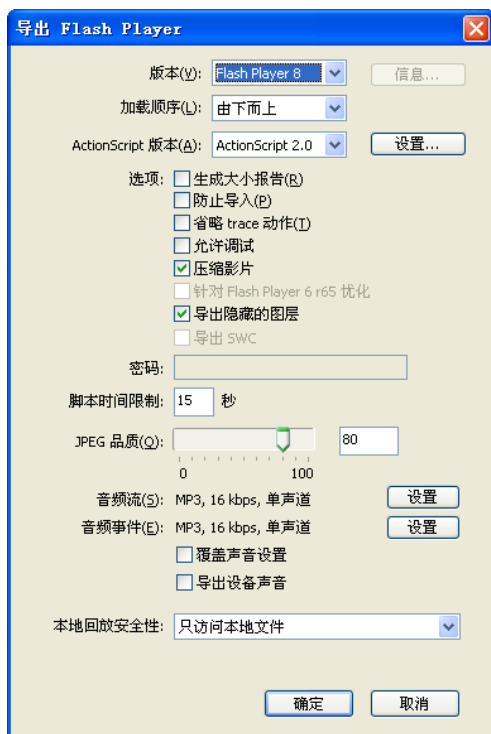 导出 Flash Player
版本(V): Flash Player 8 信息...
加载顺序(L): 由下而上
ActionScript 版本(A): ActionScript 2.0 设置...
选项: 生成大小报告(R)
防止导入(P)
省略 trace 动作(T)
允许调试
压缩影片
针对 Flash Player 6 r65 优化
导出隐藏的图层
导出 SWC
密码:
脚本时间限制: 15 秒
JPEG 品质(Q): 80
0 100
音频流(S): MP3, 16 kbps, 单声道 设置
音频事件(E): MP3, 16 kbps, 单声道 设置
覆盖声音设置
导出设备声音
本地回放安全性: 只访问本地文件
确定 取消